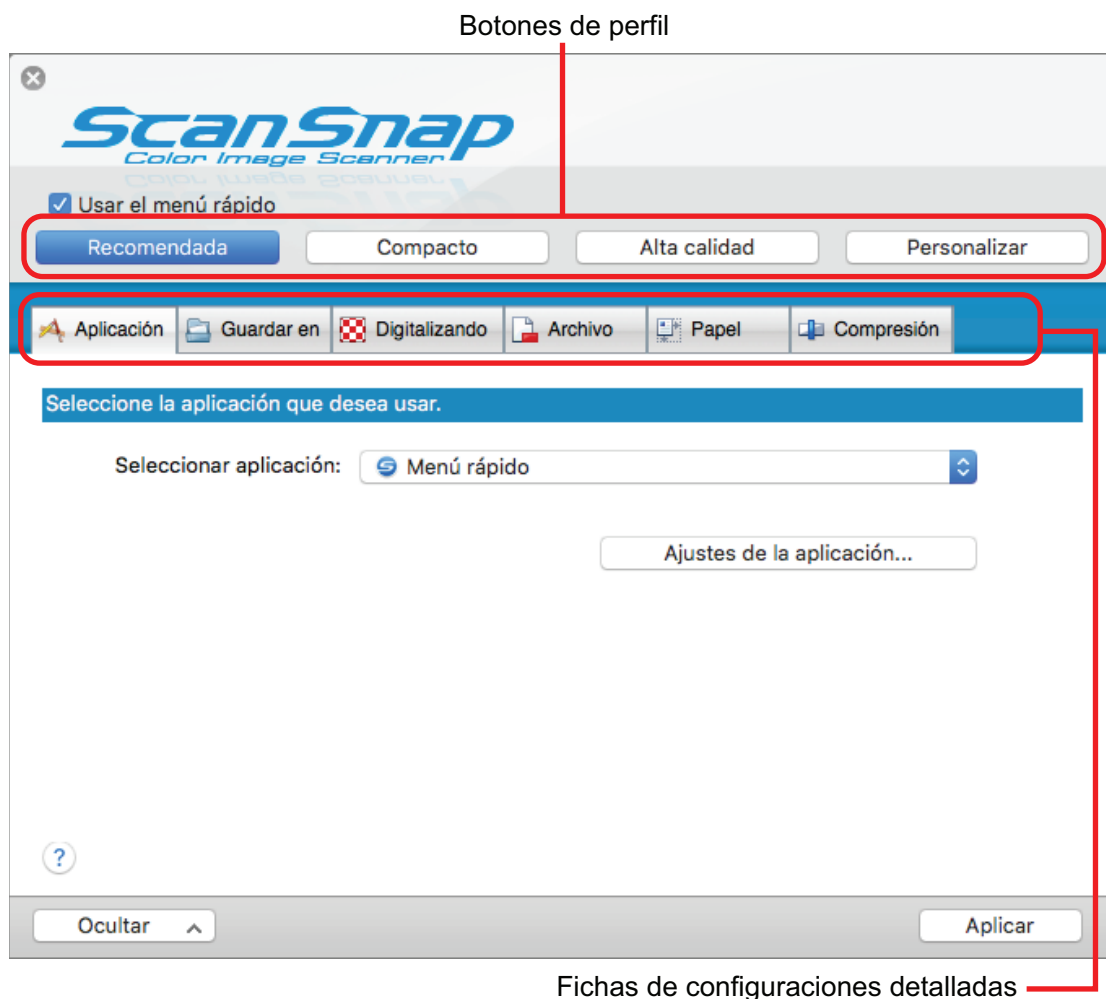 Botones de perfil
ScanSnap
Color Image Scanner
Usar el menú rápido
Recomendada Compacto Alta calidad Personalizar
Aplicación Guardar en Digitalizando Archivo Papel Compresión
Seleccione la aplicación que desea usar.
Seleccionar aplicación: Menú rápido
Ajustes de la aplicación...
?
Ocultar Aplicar
Fichas de configuraciones detalladas